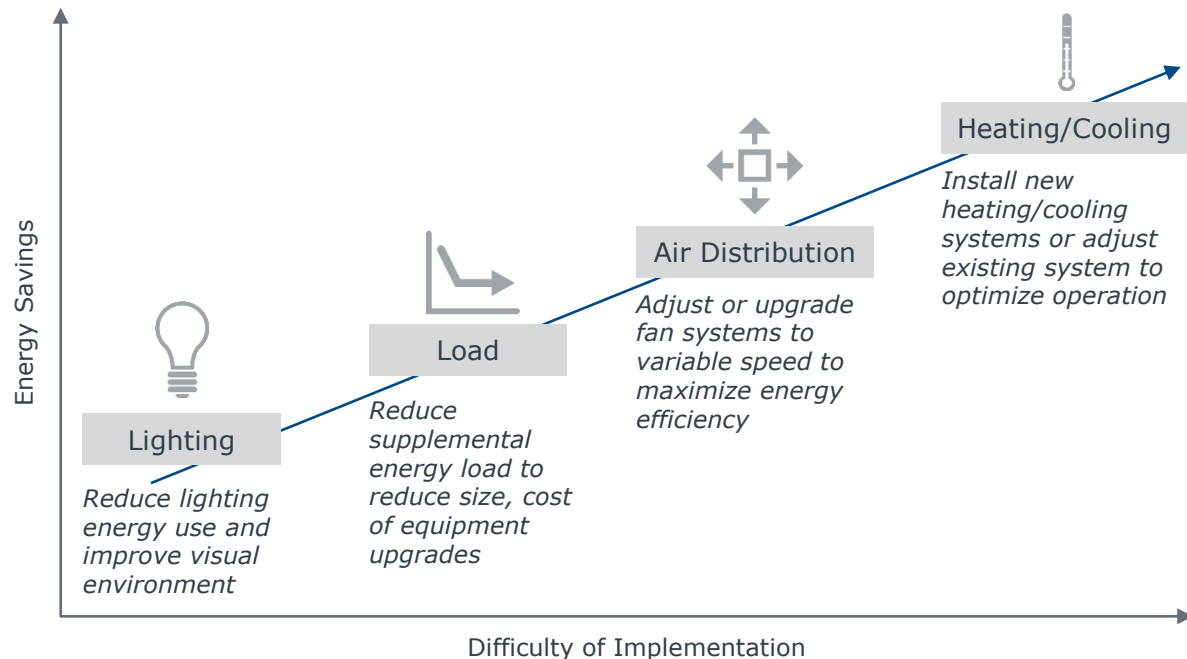 Heating/Cooling
Install new
heating/cooling
systems or adjust
existing system to
optimize operation
Air Distribution
Adjust or upgrade
fan systems to
variable speed to
maximize energy
efficiency
Load
Reduce
supplemental
energy load to
reduce size, cost
of equipment
upgrades
Lighting
Reduce lighting
energy use and
improve visual
environment
Energy Savings
Difficulty of Implementation